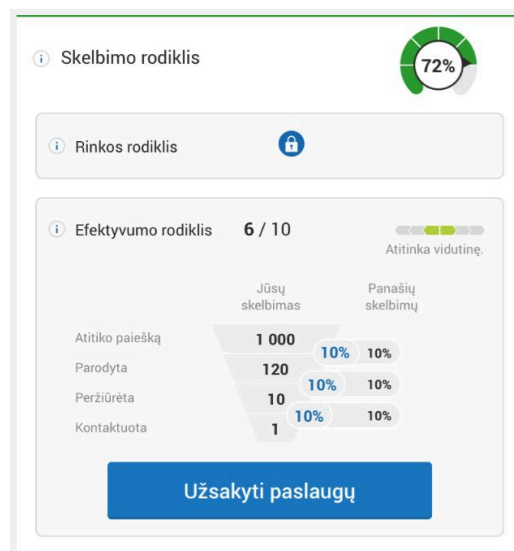 Skelbimo rodiklis
72%
Rinkos rodiklis
Efektyvumo rodiklis 6 / 10
Atitinka vidutinę.
Jūsų skelbimas
Panašių skelbimų
Atitiko paiešką 1 000
10% 10%
Parodyta 120
10% 10%
Peržiūrėta 10
10% 10%
Kontaktuota 1
Užsakyti paslaugų